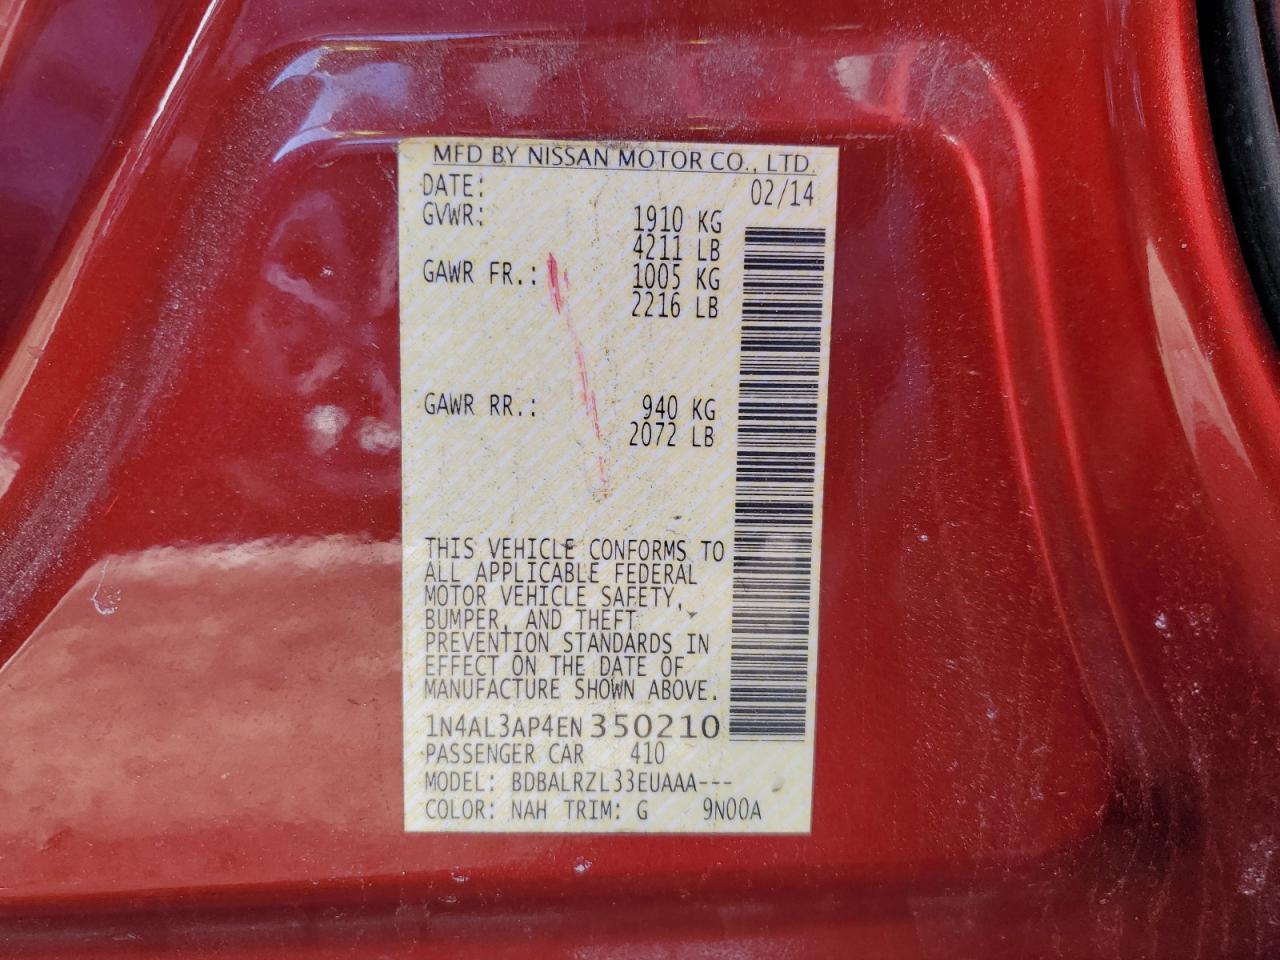 MFD BY NISSAN MOTOR CO., LTD.
DATE: 02/14
GVWR: 1910 KG
4211 LB
GAWR FR.: 1005 KG
2216 LB
GAWR RR.: 940 KG
2072 LB
THIS VEHICLE CONFORMS TO
ALL APPLICABLE FEDERAL
MOTOR VEHICLE SAFETY,
BUMPER, AND THEFT
PREVENTION STANDARDS IN
EFFECT ON THE DATE OF
MANUFACTURE SHOWN ABOVE.
1N4AL3AP4EN350210
PASSENGER CAR 410
MODEL: BDBALRZL33EUAAA---
COLOR: NAH TRIM: G 9N00A